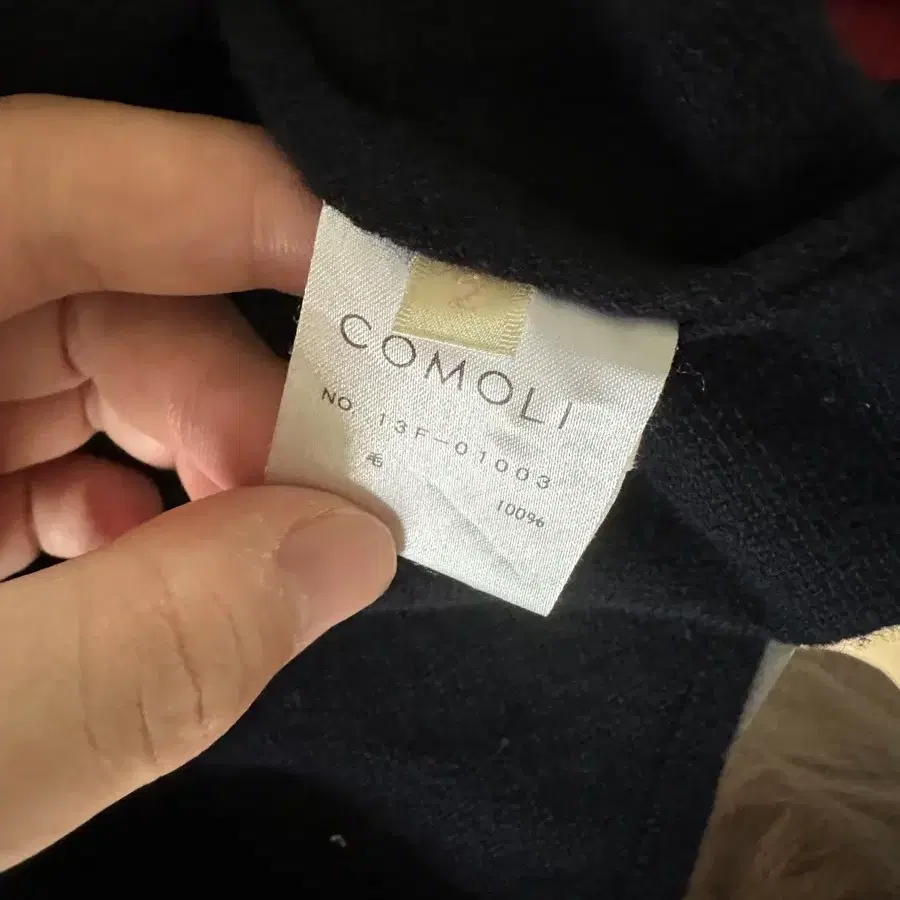 2
COMOLI
NO. 13F-01003
毛 100%